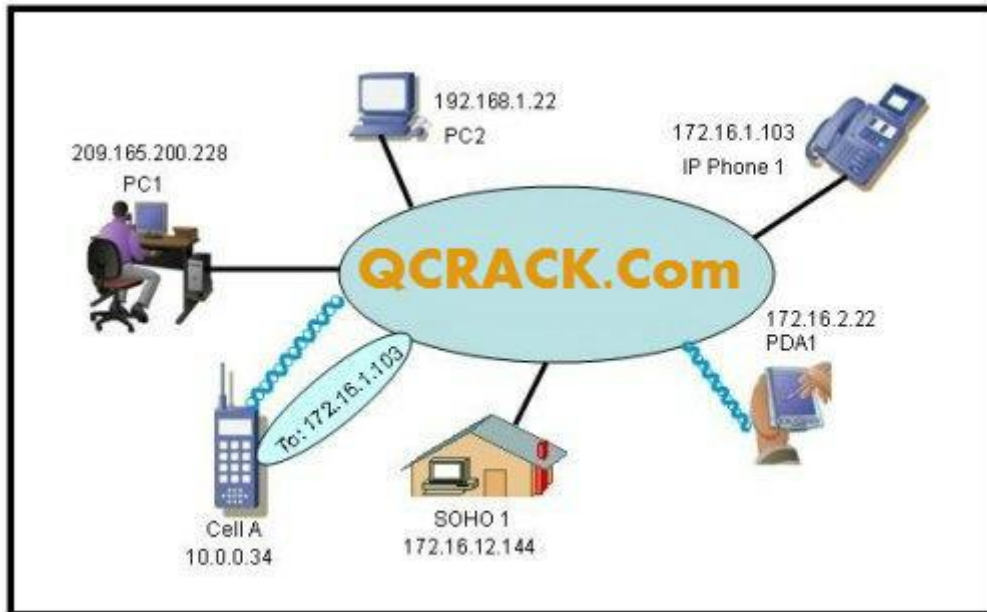 192.168.1.22
PC2
172.16.1.103
IP Phone 1
209.165.200.228
PC1
QCRACK.Com
172.16.2.22
PDA1
To: 172.16.1.103
Cell A
10.0.0.34
SOHO 1
172.16.12.144